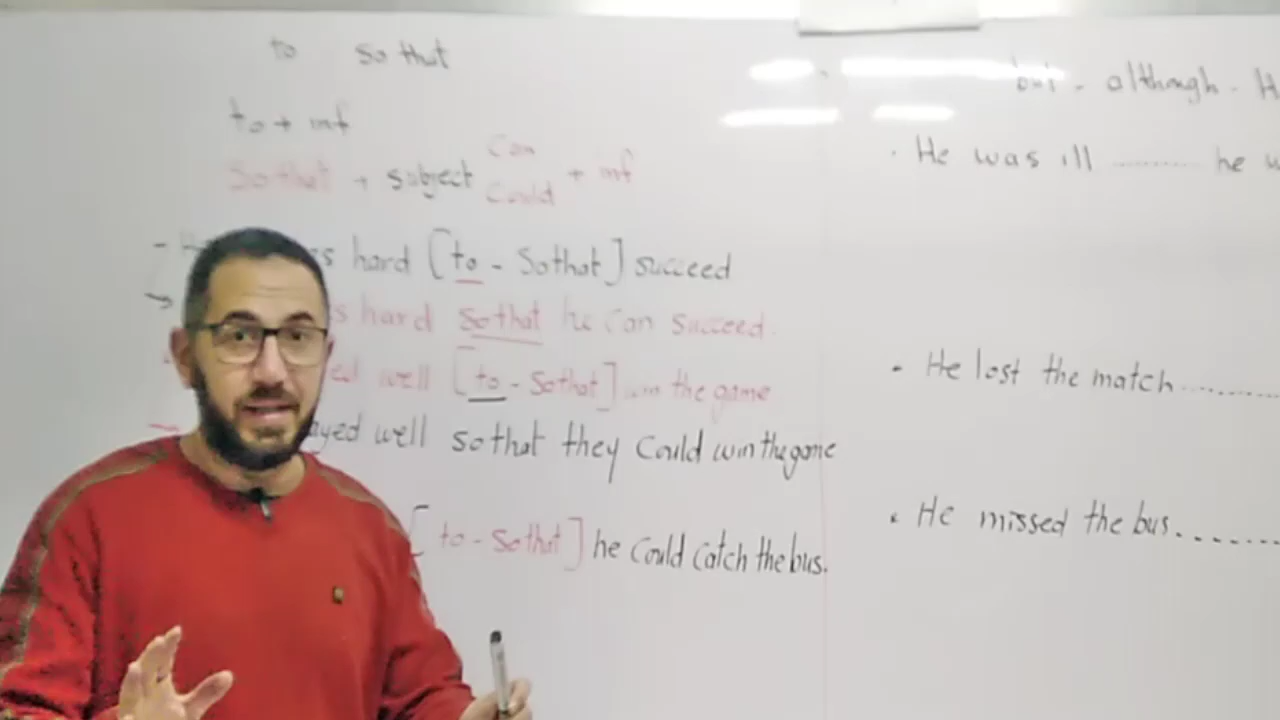 to so that
to + inf
So that + subject Can Could + inf
hard [to - So that] succeed
hard so that he Can Succeed.
well [to - So that] win the game
well so that they Could win the game
[to - So that] he Could Catch the bus.
but - although - H
• He was ill ......... he
• He lost the match.........
• He missed the bus.......